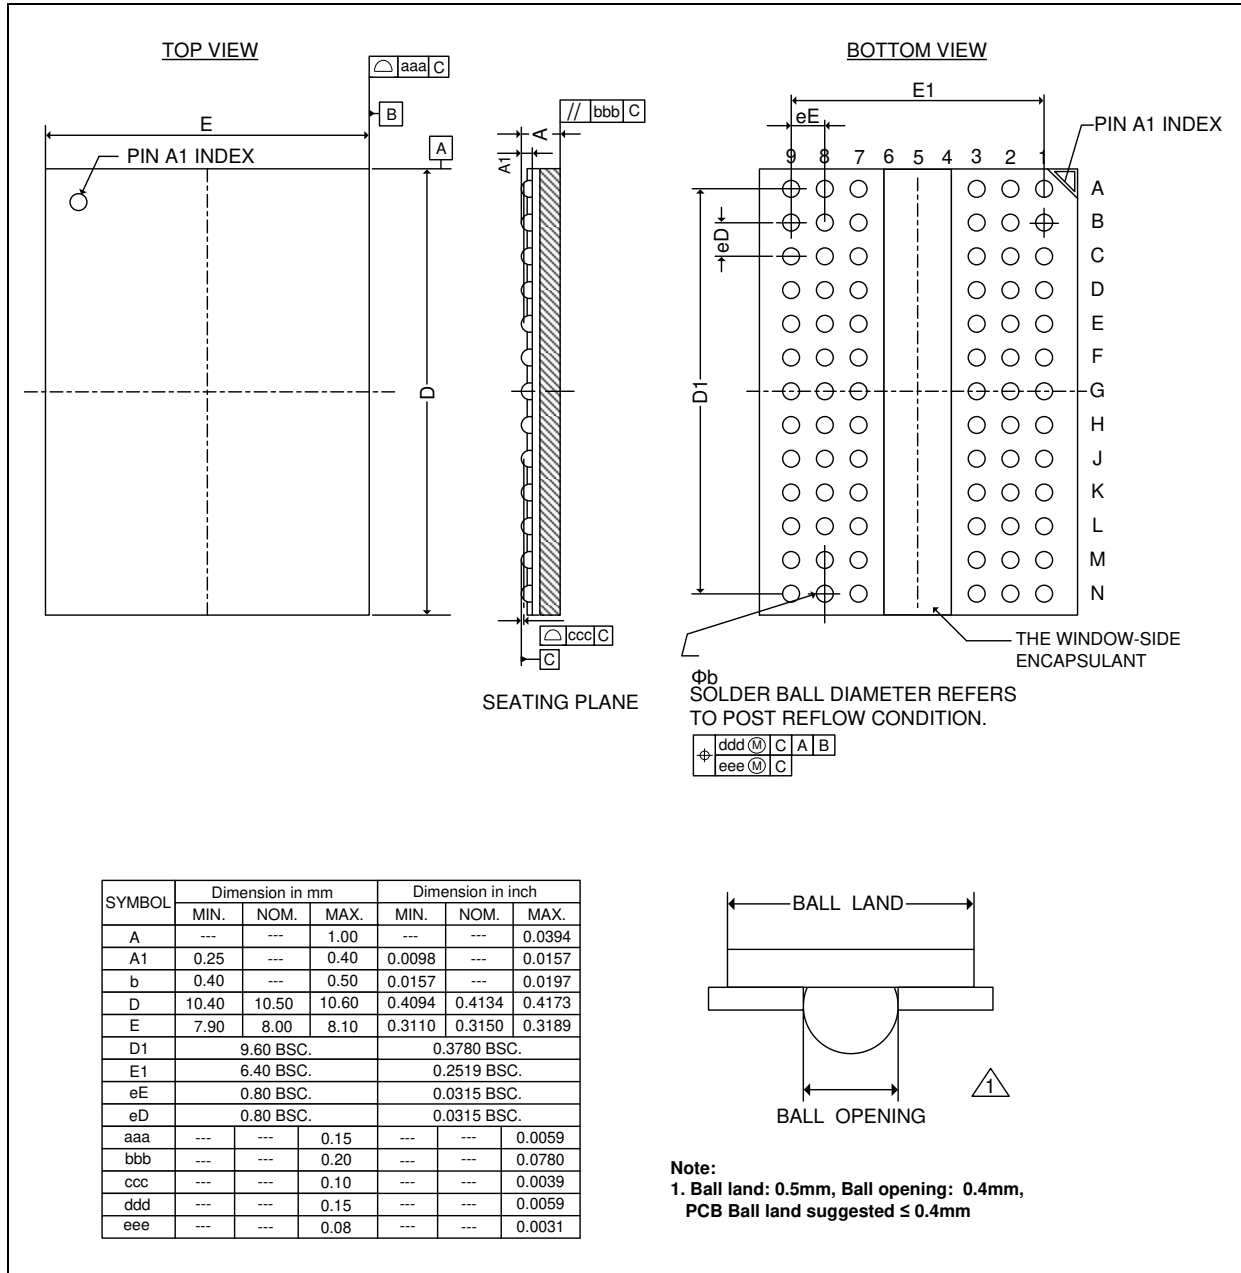 TOP VIEW
aaa C
B
E
PIN A1 INDEX
A
// bbb C
A
A1
D
ccc C
C
SEATING PLANE
BOTTOM VIEW
E1
eE
PIN A1 INDEX
9 8 7 6 5 4 3 2 1
A
B
C
D
E
F
G
H
J
K
L
M
N
eD
D1
THE WINDOW-SIDE
ENCAPSULANT
Φb
SOLDER BALL DIAMETER REFERS
TO POST REFLOW CONDITION.
⌖ ddd Ⓜ C A B
eee Ⓜ C
SYMBOL Dimension in mm Dimension in inch
MIN. NOM. MAX. MIN. NOM. MAX.
A --- --- 1.00 --- --- 0.0394
A1 0.25 --- 0.40 0.0098 --- 0.0157
b 0.40 --- 0.50 0.0157 --- 0.0197
D 10.40 10.50 10.60 0.4094 0.4134 0.4173
E 7.90 8.00 8.10 0.3110 0.3150 0.3189
D1 9.60 BSC. 0.3780 BSC.
E1 6.40 BSC. 0.2519 BSC.
eE 0.80 BSC. 0.0315 BSC.
eD 0.80 BSC. 0.0315 BSC.
aaa --- --- 0.15 --- --- 0.0059
bbb --- --- 0.20 --- --- 0.0780
ccc --- --- 0.10 --- --- 0.0039
ddd --- --- 0.15 --- --- 0.0059
eee --- --- 0.08 --- --- 0.0031
BALL LAND
1
BALL OPENING
Note:
1. Ball land: 0.5mm, Ball opening: 0.4mm,
PCB Ball land suggested ≤ 0.4mm